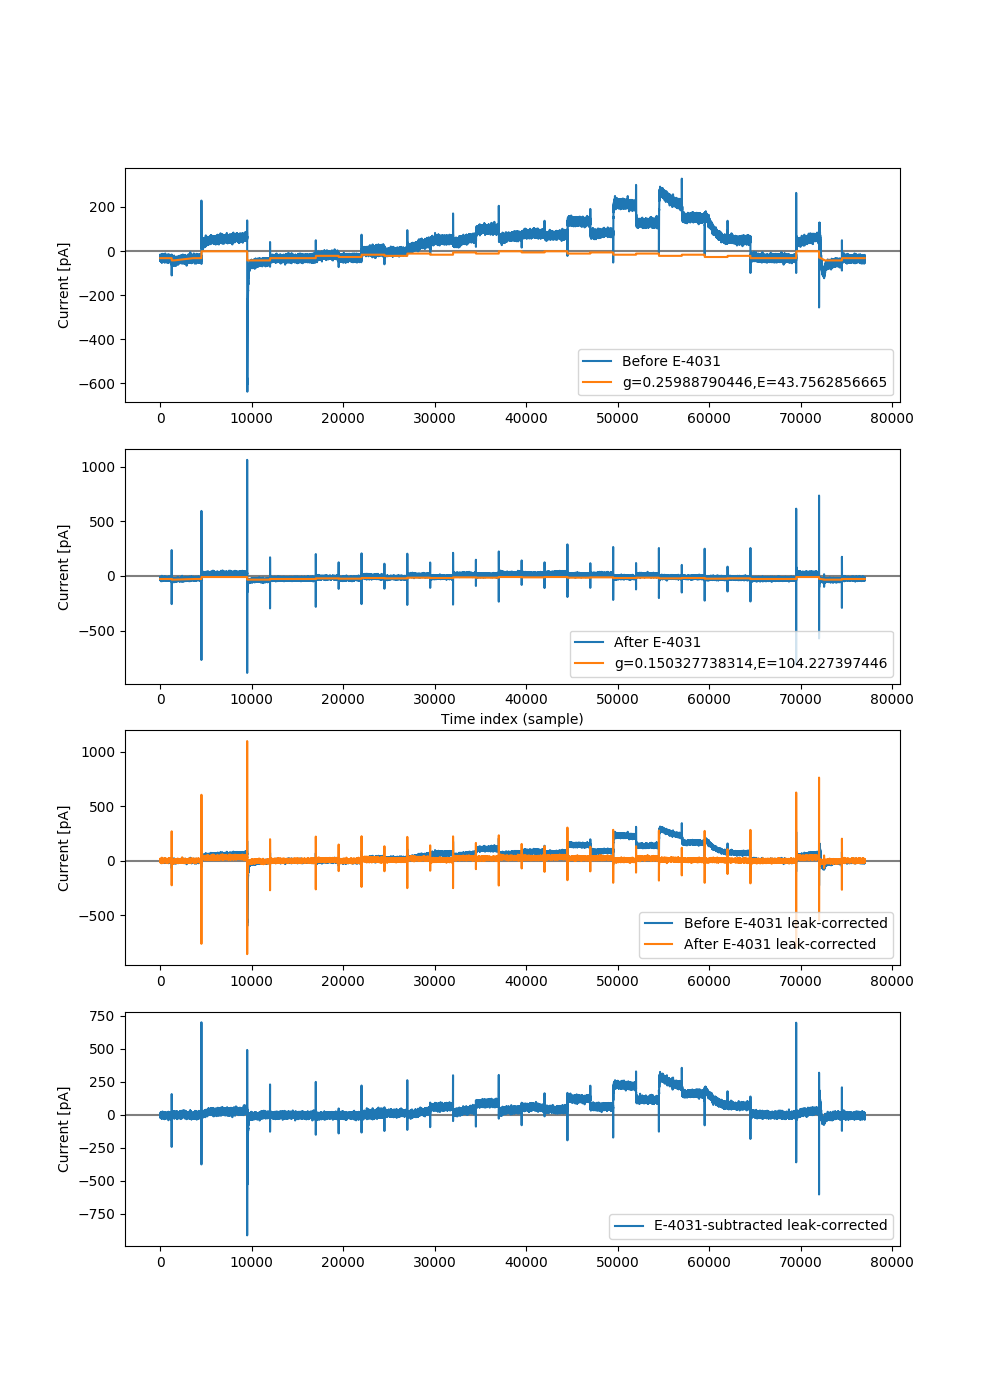 200
0
−200
−400
−600
Current [pA]
Before E-4031
g=0.25988790446,E=43.7562856665
0 10000 20000 30000 40000 50000 60000 70000 80000
1000
500
0
−500
Current [pA]
After E-4031
g=0.150327738314,E=104.227397446
0 10000 20000 30000 40000 50000 60000 70000 80000
Time index (sample)
1000
500
0
−500
Current [pA]
Before E-4031 leak-corrected
After E-4031 leak-corrected
0 10000 20000 30000 40000 50000 60000 70000 80000
750
500
250
0
−250
−500
−750
Current [pA]
E-4031-subtracted leak-corrected
0 10000 20000 30000 40000 50000 60000 70000 80000